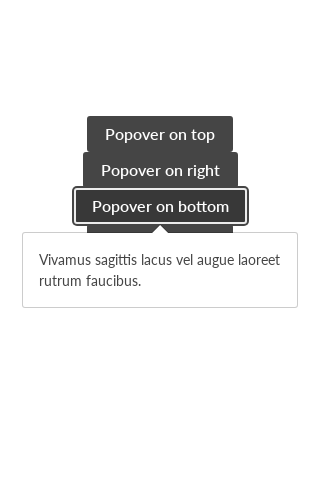 Popover on top
Popover on right
Popover on bottom
Vivamus sagittis lacus vel augue laoreet
rutrum faucibus.